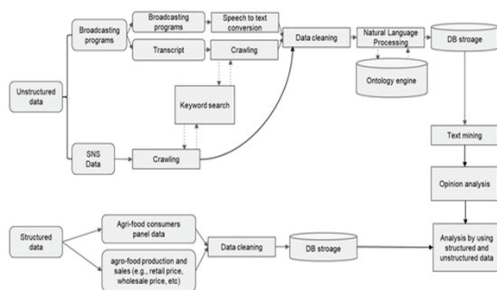 Broadcasting
programs
Speech to text
conversion
Broadcasting
programs
Transcript
Crawling
Data cleaning
Natural Language
Processing
DB stroage
Ontology engine
Unstructured
data
Keyword search
SNS
Data
Crawling
Text mining
Opinion analysis
Structured
data
Agri-food consumers
panel data
agro-food production and
sales (e.g., retail price,
wholesale price, etc)
Data cleaning
DB stroage
Analysis by using
structured and
unstructured data